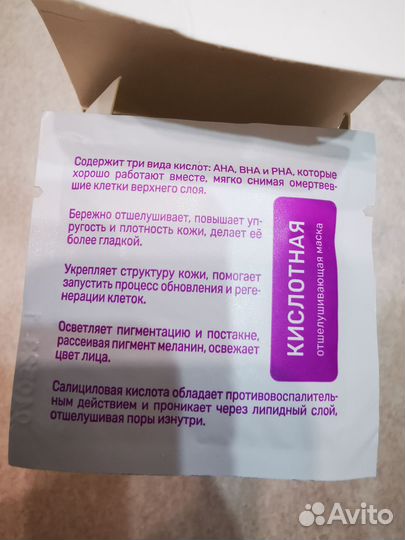 Содержит три вида кислот: AHA, BHA и PHA, которые
хорошо работают вместе, мягко снимая омертвев-
шие клетки верхнего слоя.
Бережно отшелушивает, повышает уп-
ругость и плотность кожи, делает её
более гладкой.
Укрепляет структуру кожи, помогает
запустить процесс обновления и реге-
нерации клеток.
Осветляет пигментацию и постакне,
рассеивая пигмент меланин, освежает
цвет лица.
Салициловая кислота обладает противовоспалитель-
ным действием и проникает через липидный слой,
отшелушивая поры изнутри.
КИСЛОТНАЯ
отшелушивающая маска
Avito